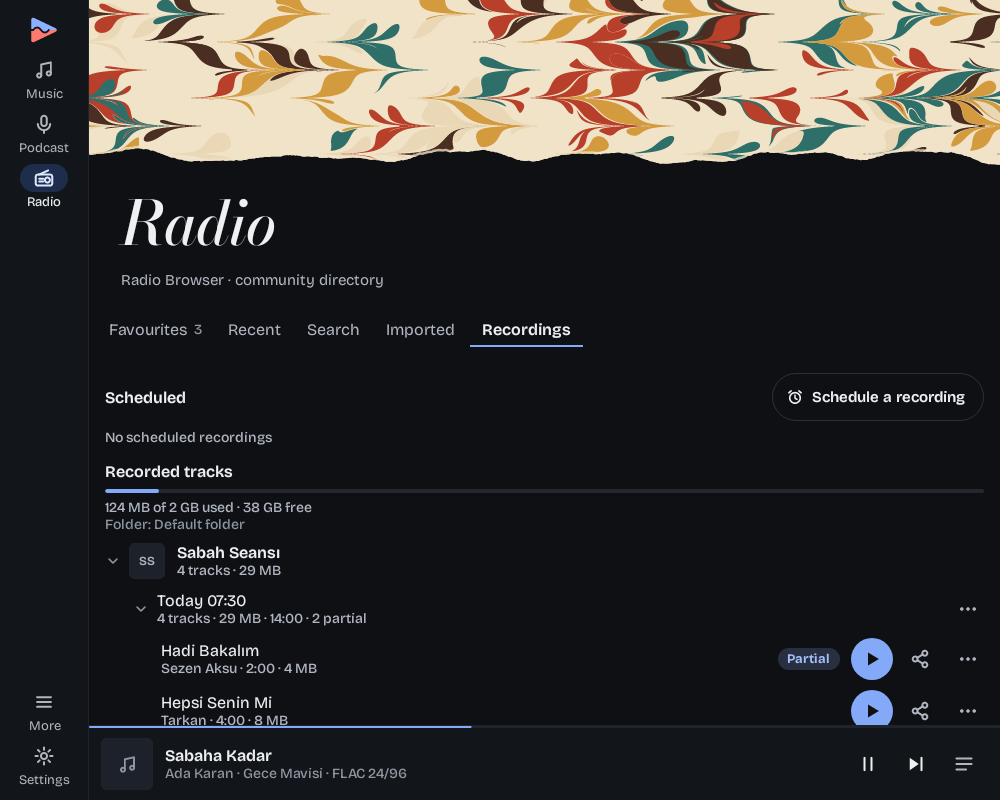 Music
Podcast
Radio
Radio
Radio Browser · community directory
Favourites 3
Recent
Search
Imported
Recordings
Scheduled
Schedule a recording
No scheduled recordings
Recorded tracks
124 MB of 2 GB used · 38 GB free
Folder: Default folder
SS
Sabah Seansı
4 tracks · 29 MB
Today 07:30
4 tracks · 29 MB · 14:00 · 2 partial
Hadi Bakalım
Sezen Aksu · 2:00 · 4 MB
Partial
Hepsi Senin Mi
Tarkan · 4:00 · 8 MB
More
Settings
Sabaha Kadar
Ada Karan · Gece Mavisi · FLAC 24/96